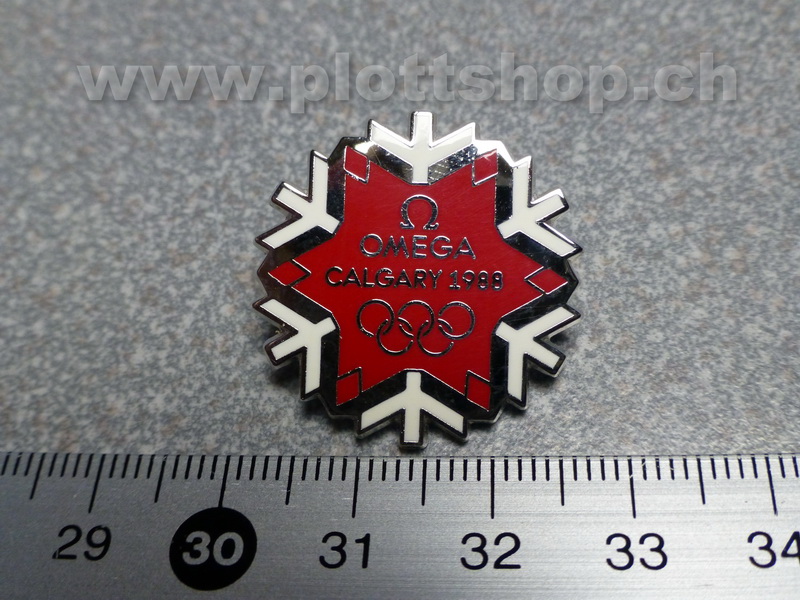 www.plottshop.ch
Ω
OMEGA
CALGARY 1988
29 30 31 32 33 34